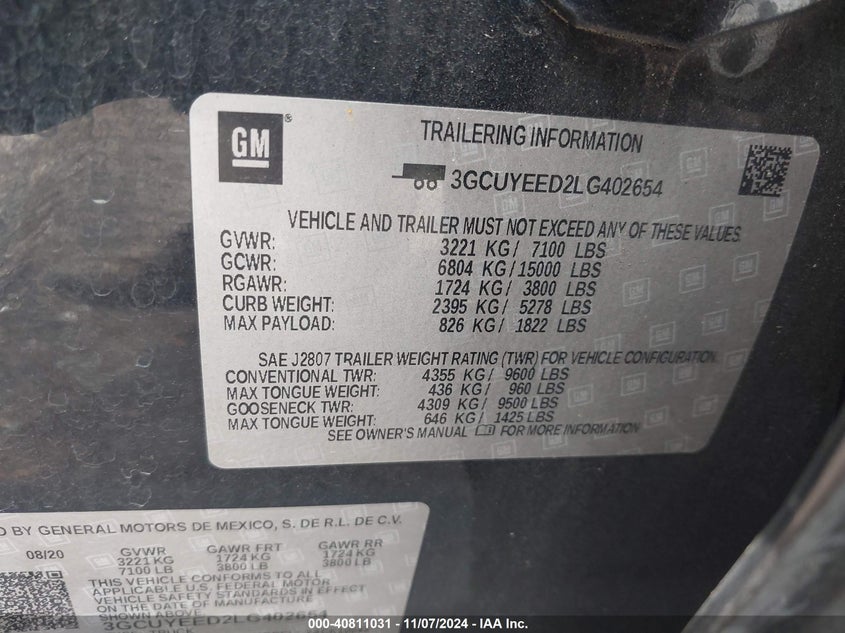 GM ®
TRAILERING INFORMATION
3GCUYEED2LG402654
VEHICLE AND TRAILER MUST NOT EXCEED ANY OF THESE VALUES.
GVWR: 3221 KG/ 7100 LBS
GCWR: 6804 KG/15000 LBS
RGAWR: 1724 KG/ 3800 LBS
CURB WEIGHT: 2395 KG/ 5278 LBS
MAX PAYLOAD: 826 KG/ 1822 LBS
SAE J2807 TRAILER WEIGHT RATING (TWR) FOR VEHICLE CONFIGURATION.
CONVENTIONAL TWR: 4355 KG/ 9600 LBS
MAX TONGUE WEIGHT: 436 KG/ 960 LBS
GOOSENECK TWR: 4309 KG/ 9500 LBS
MAX TONGUE WEIGHT: 646 KG/ 1425 LBS
SEE OWNER'S MANUAL FOR MORE INFORMATION
D BY GENERAL MOTORS DE MEXICO, S. DE R.L. DE C.V.
08/20 GVWR GAWR FRT GAWR RR
3221 KG 1724 KG 1724 KG
7100 LB 3800 LB 3800 LB
THIS VEHICLE CONFORMS TO ALL
APPLICABLE U.S. FEDERAL MOTOR
VEHICLE SAFETY STANDARDS IN EFFECT
ON THE DATE OF MANUFACTURE
SHOWN ABOVE.
3GCUYEED2LG402654
TRUCK
000-40811031 - 11/07/2024 - IAA Inc.